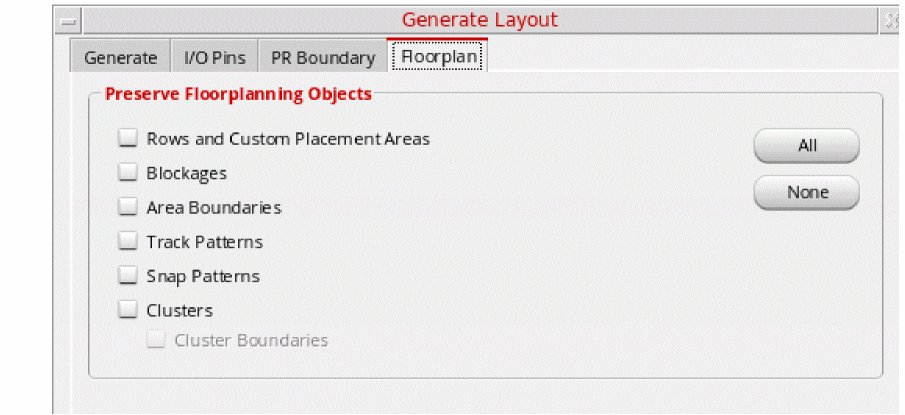 Generate Layout
Generate I/O Pins PR Boundary Floorplan
Preserve Floorplanning Objects
Rows and Custom Placement Areas
All
Blockages
None
Area Boundaries
Track Patterns
Snap Patterns
Clusters
Cluster Boundaries